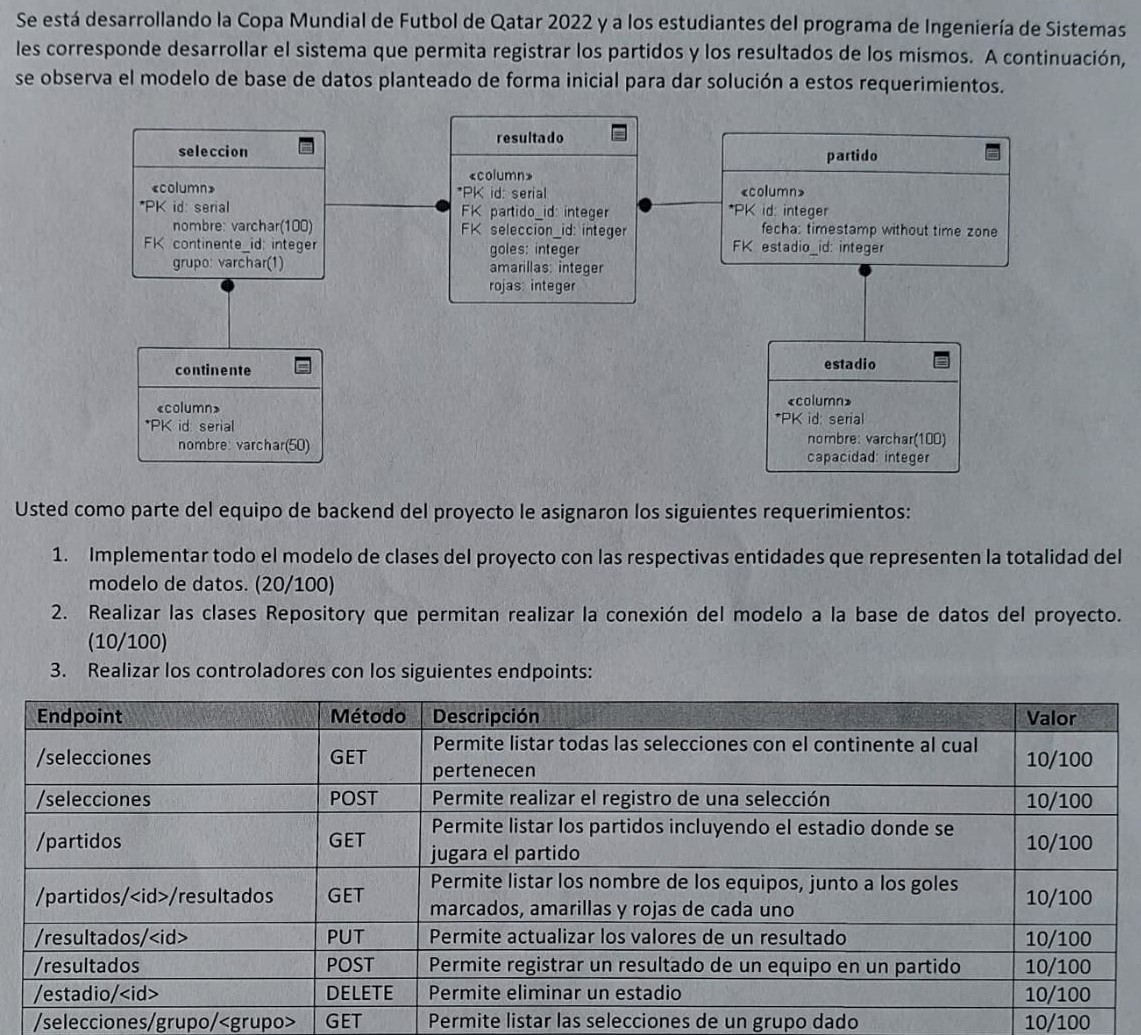 Se está desarrollando la Copa Mundial de Futbol de Qatar 2022 y a los estudiantes del programa de Ingeniería de Sistemas
les corresponde desarrollar el sistema que permita registrar los partidos y los resultados de los mismos. A continuación,
se observa el modelo de base de datos planteado de forma inicial para dar solución a estos requerimientos.
seleccion
«column»
*PK id: serial
nombre: varchar(100)
FK continente_id: integer
grupo: varchar(1)
resultado
«column»
*PK id: serial
FK partido_id: integer
FK seleccion_id: integer
goles: integer
amarillas: integer
rojas: integer
partido
«column»
*PK id: integer
fecha: timestamp without time zone
FK estadio_id: integer
continente
«column»
*PK id: serial
nombre: varchar(50)
estadio
«column»
*PK id: serial
nombre: varchar(100)
capacidad: integer
Usted como parte del equipo de backend del proyecto le asignaron los siguientes requerimientos:
1. Implementar todo el modelo de clases del proyecto con las respectivas entidades que representen la totalidad del
modelo de datos. (20/100)
2. Realizar las clases Repository que permitan realizar la conexión del modelo a la base de datos del proyecto.
(10/100)
3. Realizar los controladores con los siguientes endpoints:
Endpoint Método Descripción Valor
/selecciones GET Permite listar todas las selecciones con el continente al cual
pertenecen 10/100
/selecciones POST Permite realizar el registro de una selección 10/100
/partidos GET Permite listar los partidos incluyendo el estadio donde se
jugara el partido 10/100
/partidos/<id>/resultados GET Permite listar los nombre de los equipos, junto a los goles
marcados, amarillas y rojas de cada uno 10/100
/resultados/<id> PUT Permite actualizar los valores de un resultado 10/100
/resultados POST Permite registrar un resultado de un equipo en un partido 10/100
/estadio/<id> DELETE Permite eliminar un estadio 10/100
/selecciones/grupo/<grupo> GET Permite listar las selecciones de un grupo dado 10/100